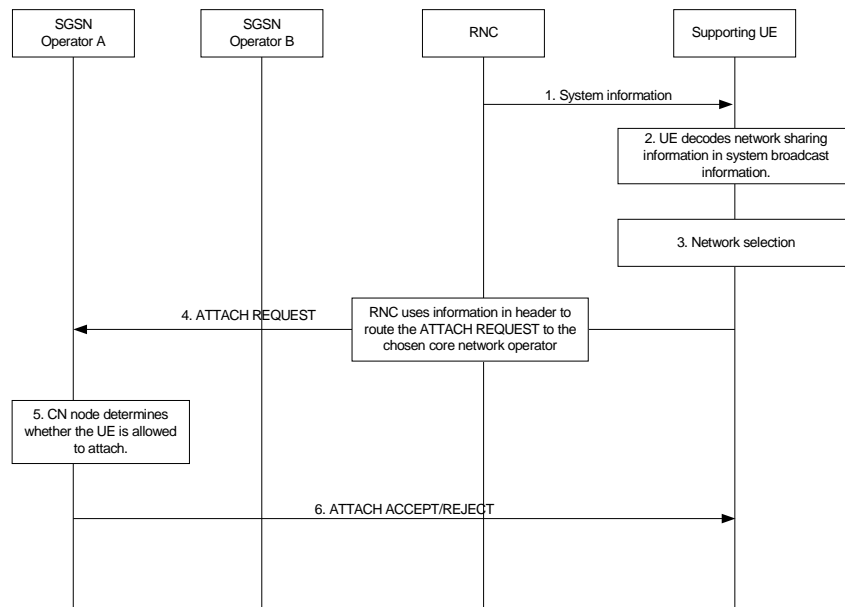 SGSN
Operator A
SGSN
Operator B
RNC
Supporting UE
1. System information
2. UE decodes network sharing
information in system broadcast
information.
3. Network selection
4. ATTACH REQUEST
RNC uses information in header to
route the ATTACH REQUEST to the
chosen core network operator
5. CN node determines
whether the UE is allowed
to attach.
6. ATTACH ACCEPT/REJECT